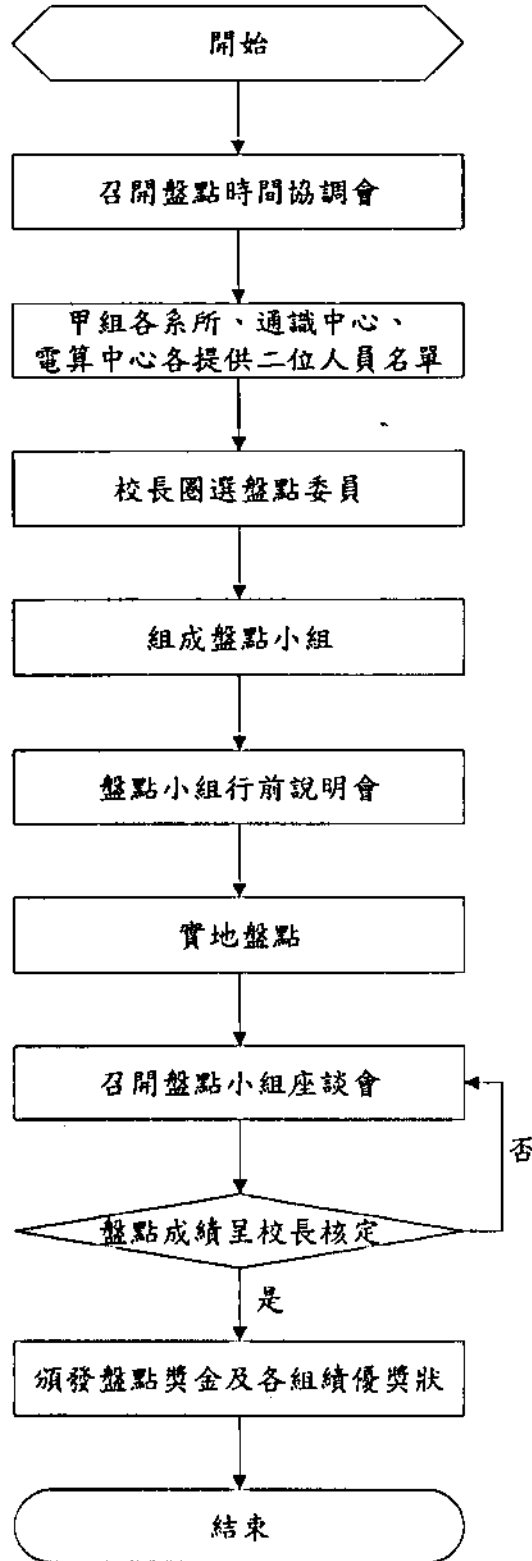 開始
召開盤點時間協調會
甲組各系所、通識中心、
電算中心各提供二位人員名單
校長圈選盤點委員
組成盤點小組
盤點小組行前說明會
實地盤點
召開盤點小組座談會
否
盤點成績呈校長核定
是
頒發盤點獎金及各組績優獎狀
結束